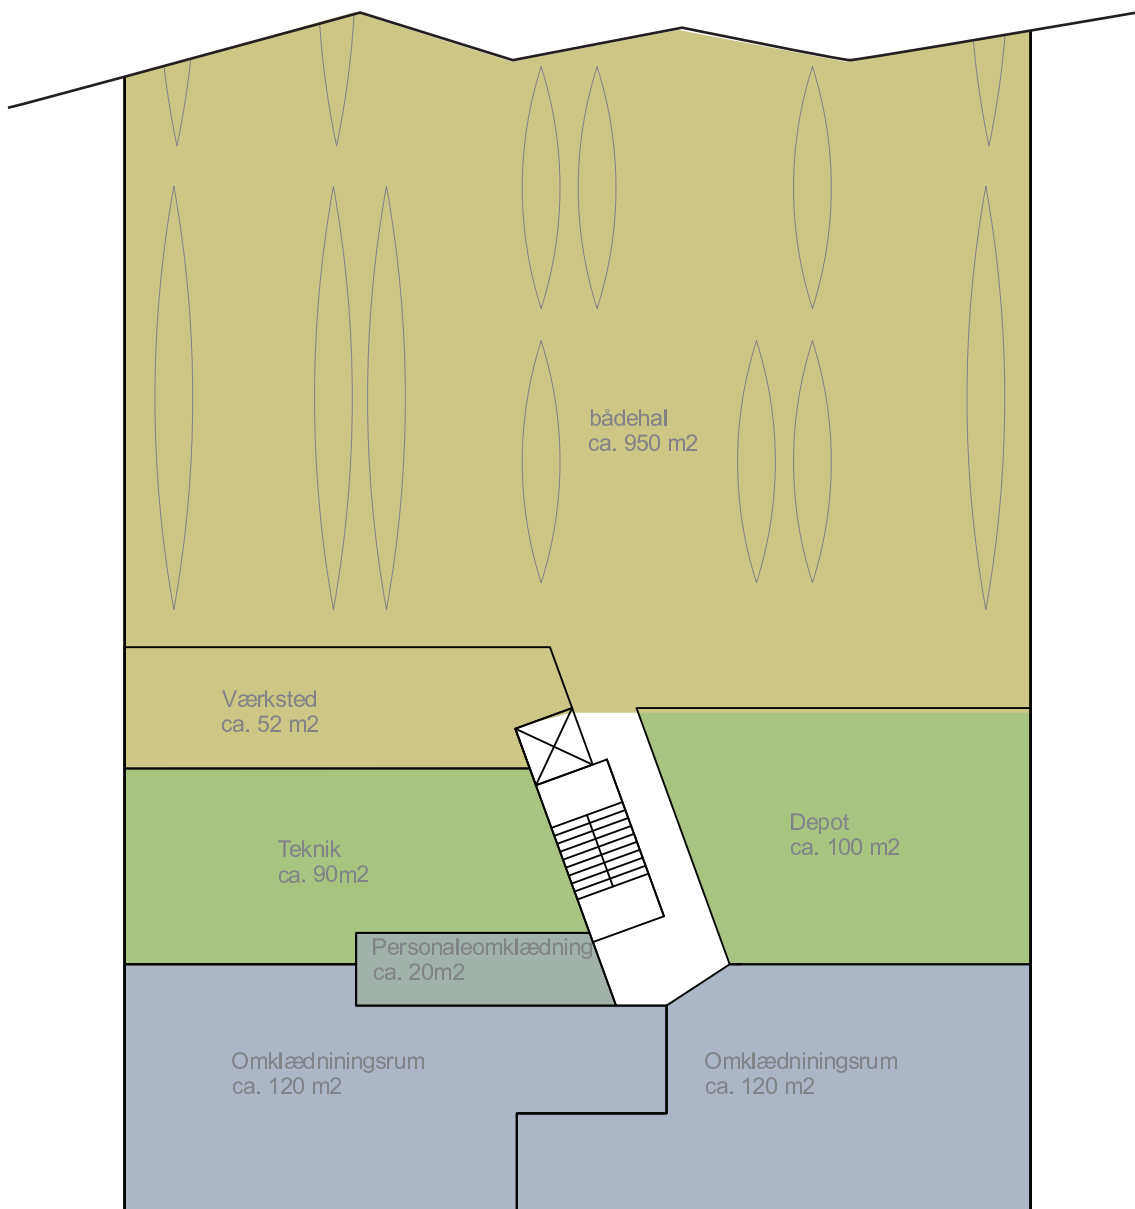 bådehal
ca. 950 m2
Værksted
ca. 52 m2
Depot
ca. 100 m2
Teknik
ca. 90m2
Personaleomklædning
ca. 20m2
Omklædniningsrum
ca. 120 m2
Omklædniningsrum
ca. 120 m2